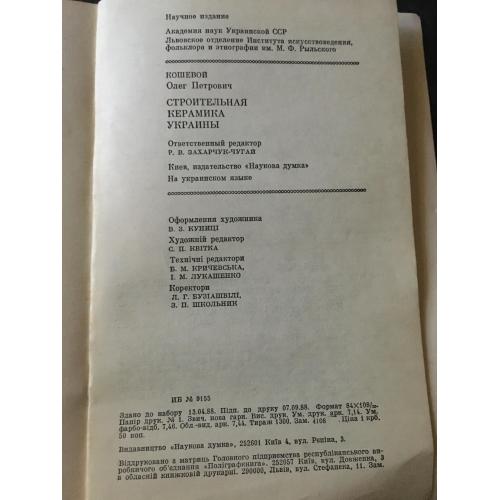 Научное издание
Академия наук Украинской ССР
Львовское отделение Института искусствоведения,
фольклора и этнографии им. М. Ф. Рыльского
КОШЕВОЙ
Олег Петрович
СТРОИТЕЛЬНАЯ
КЕРАМИКА
УКРАИНЫ
Ответственный редактор
Р. В. ЗАХАРЧУК-ЧУГАЙ
Киев, издательство «Наукова думка»
На украинском языке
Оформлення художника
В. З. КУНИЦІ
Художній редактор
С. П. КВІТКА
Технічні редактори
Б. М. КРИЧЕВСЬКА,
І. М. ЛУКАШЕНКО
Коректори
Л. Г. БУЗІАШВІЛІ,
З. П. ШКОЛЬНИК
ИБ № 9155
Здано до набору 13.04.88. Підп. до друку 07.09.88. Формат 84×108/
Папір друк. № 1. Звич. нова гарн. Вис. друк. Ум. друк. арк. 7,14. Ум.
фарбо-відб. 7,46. Обл.-вид. арк. 7,44. Тираж 1300. Зам. 4108 . Ціна 1 крб.
50 коп.
Видавництво «Наукова думка», 252601 Київ 4, вул. Рєпіна, 3.
Віддруковано з матриць Головного підприємства республіканського ви-
робничого об'єднання «Поліграфкнига». 252057 Київ, вул. Довженка, 3
в обласній книжковій друкарні. 290000, Львів, вул. Стефаника, 11. Зам.